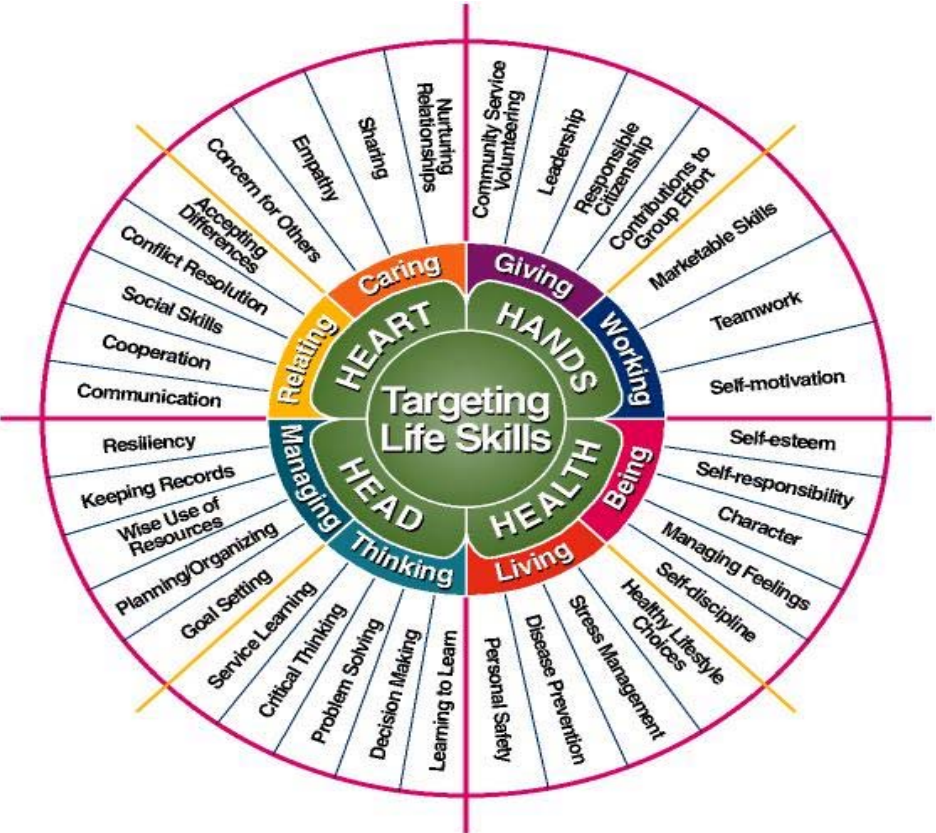 Targeting
Life Skills
HEART
HANDS
HEALTH
HEAD
Caring
Giving
Working
Being
Living
Thinking
Managing
Relating
Community Service
Volunteering
Leadership
Responsible
Citizenship
Contributions to
Group Effort
Marketable Skills
Teamwork
Self-motivation
Self-esteem
Self-responsibility
Character
Managing Feelings
Self-discipline
Healthy Lifestyle
Choices
Stress Management
Disease Prevention
Personal Safety
Learning to Learn
Decision Making
Problem Solving
Critical Thinking
Service Learning
Goal Setting
Planning/Organizing
Wise Use of
Resources
Keeping Records
Resiliency
Communication
Cooperation
Social Skills
Conflict Resolution
Accepting
Differences
Concern for Others
Empathy
Sharing
Nurturing
Relationships